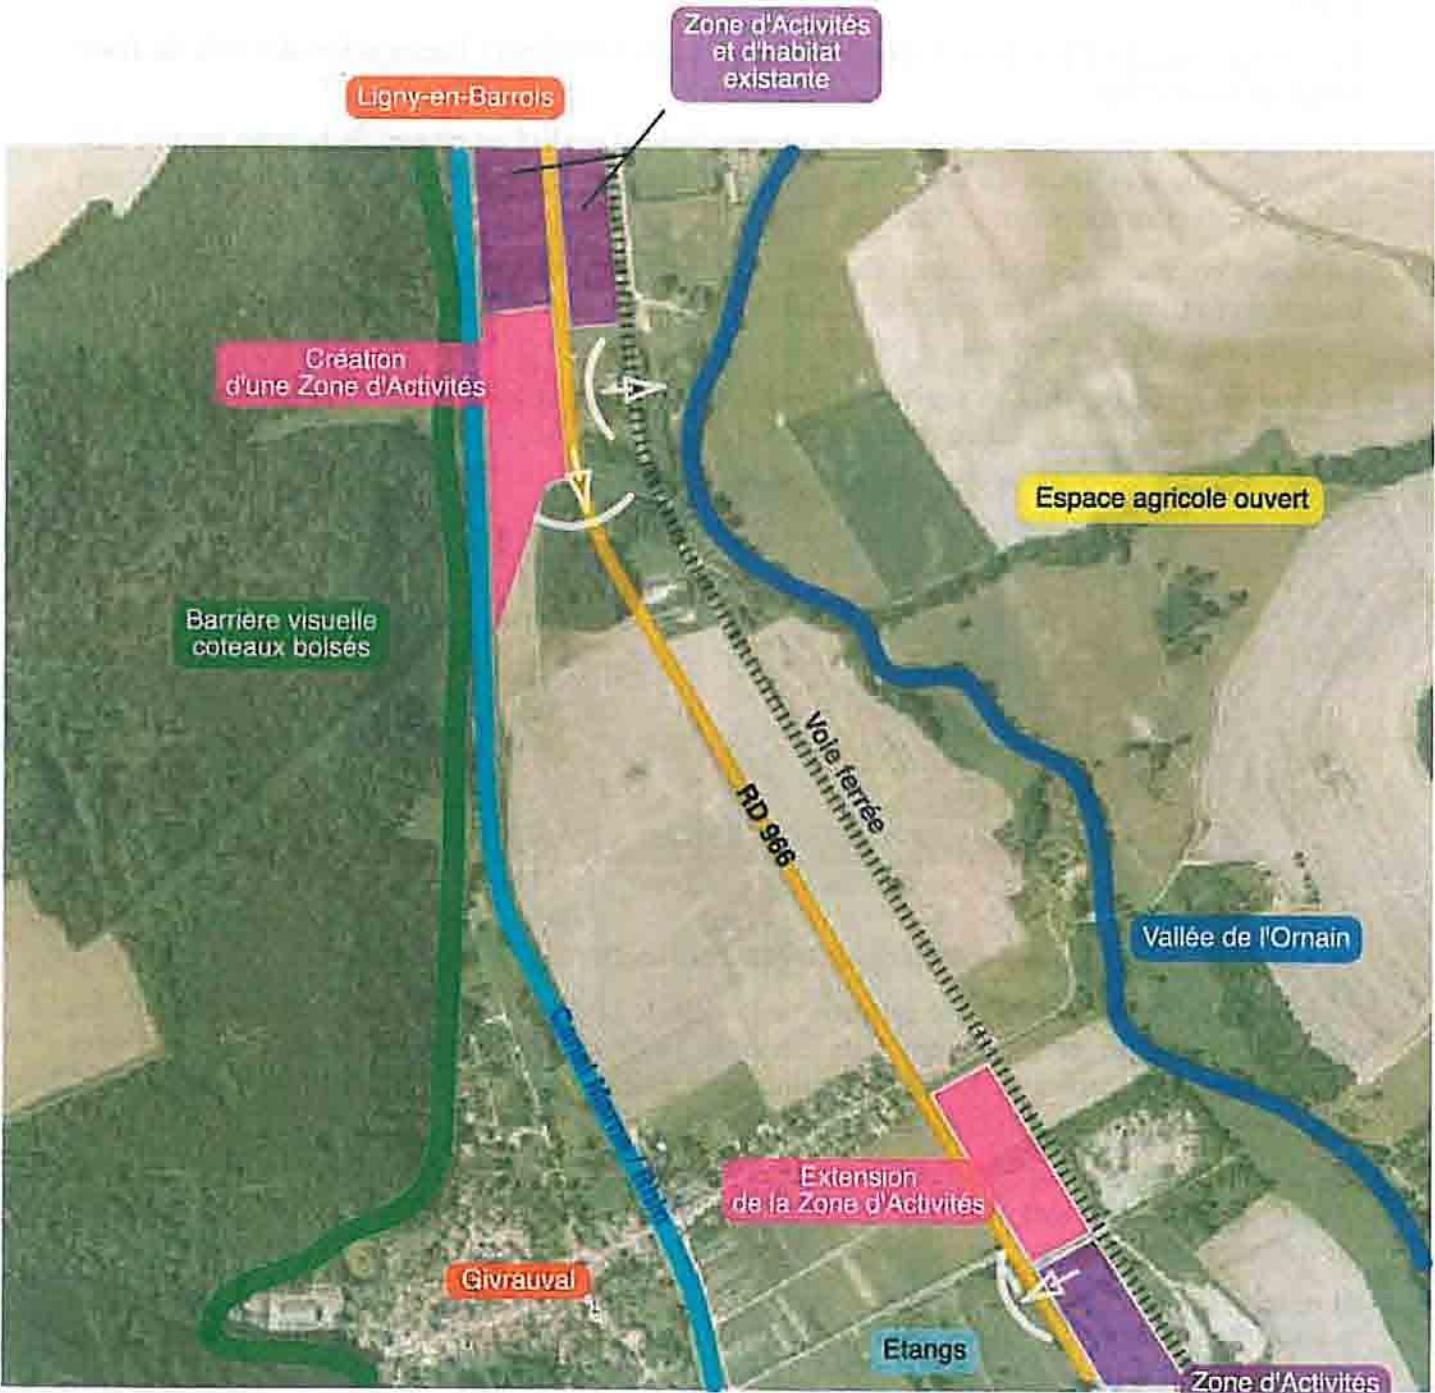 Zone d'Activités
et d'habitat
existante
Ligny-en-Barrois
Création
d'une Zone d'Activités
Espace agricole ouvert
Barrière visuelle
coteaux boisés
Voie ferrée
RD 966
Vallée de l'Ornain
Extension
de la Zone d'Activités
Givrauval
Etangs
Zone d'Activités